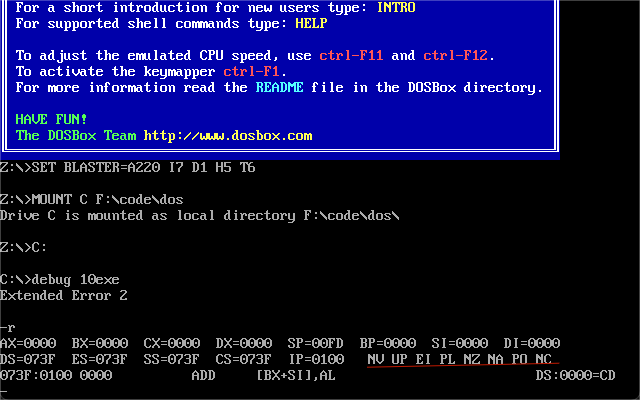 For a short introduction for new users type: INTRO
For supported shell commands type: HELP
To adjust the emulated CPU speed, use ctrl-F11 and ctrl-F12.
To activate the keymapper ctrl-F1.
For more information read the README file in the DOSBox directory.
HAVE FUN!
The DOSBox Team http://www.dosbox.com
Z:\>SET BLASTER=A220 I7 D1 H5 T6
Z:\>MOUNT C F:\code\dos
Drive C is mounted as local directory F:\code\dos\
Z:\>C:
C:\>debug 10exe
Extended Error 2
-r
AX=0000 BX=0000 CX=0000 DX=0000 SP=00FD BP=0000 SI=0000 DI=0000
DS=073F ES=073F SS=073F CS=073F IP=0100 NV UP EI PL NZ NA PO NC
073F:0100 0000 ADD [BX+SI],AL DS:0000=CD
-